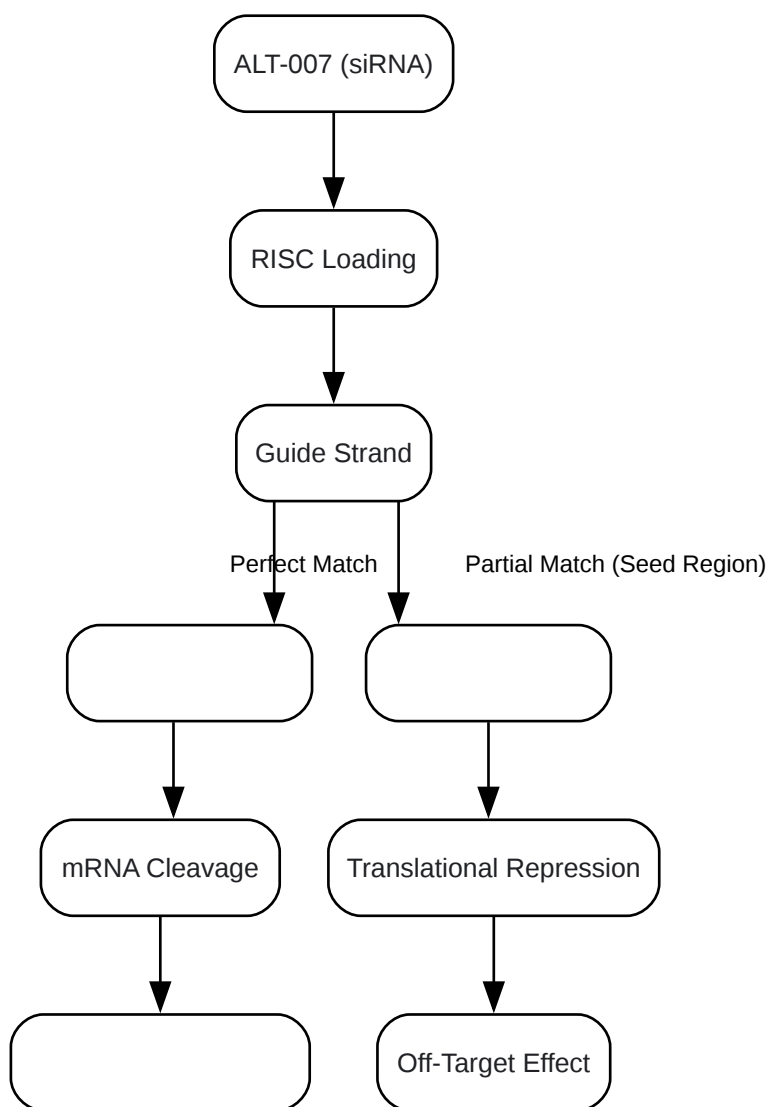 ALT-007 (siRNA)
RISC Loading
Guide Strand
Perfect Match
Partial Match (Seed Region)
mRNA Cleavage
Translational Repression
Off-Target Effect